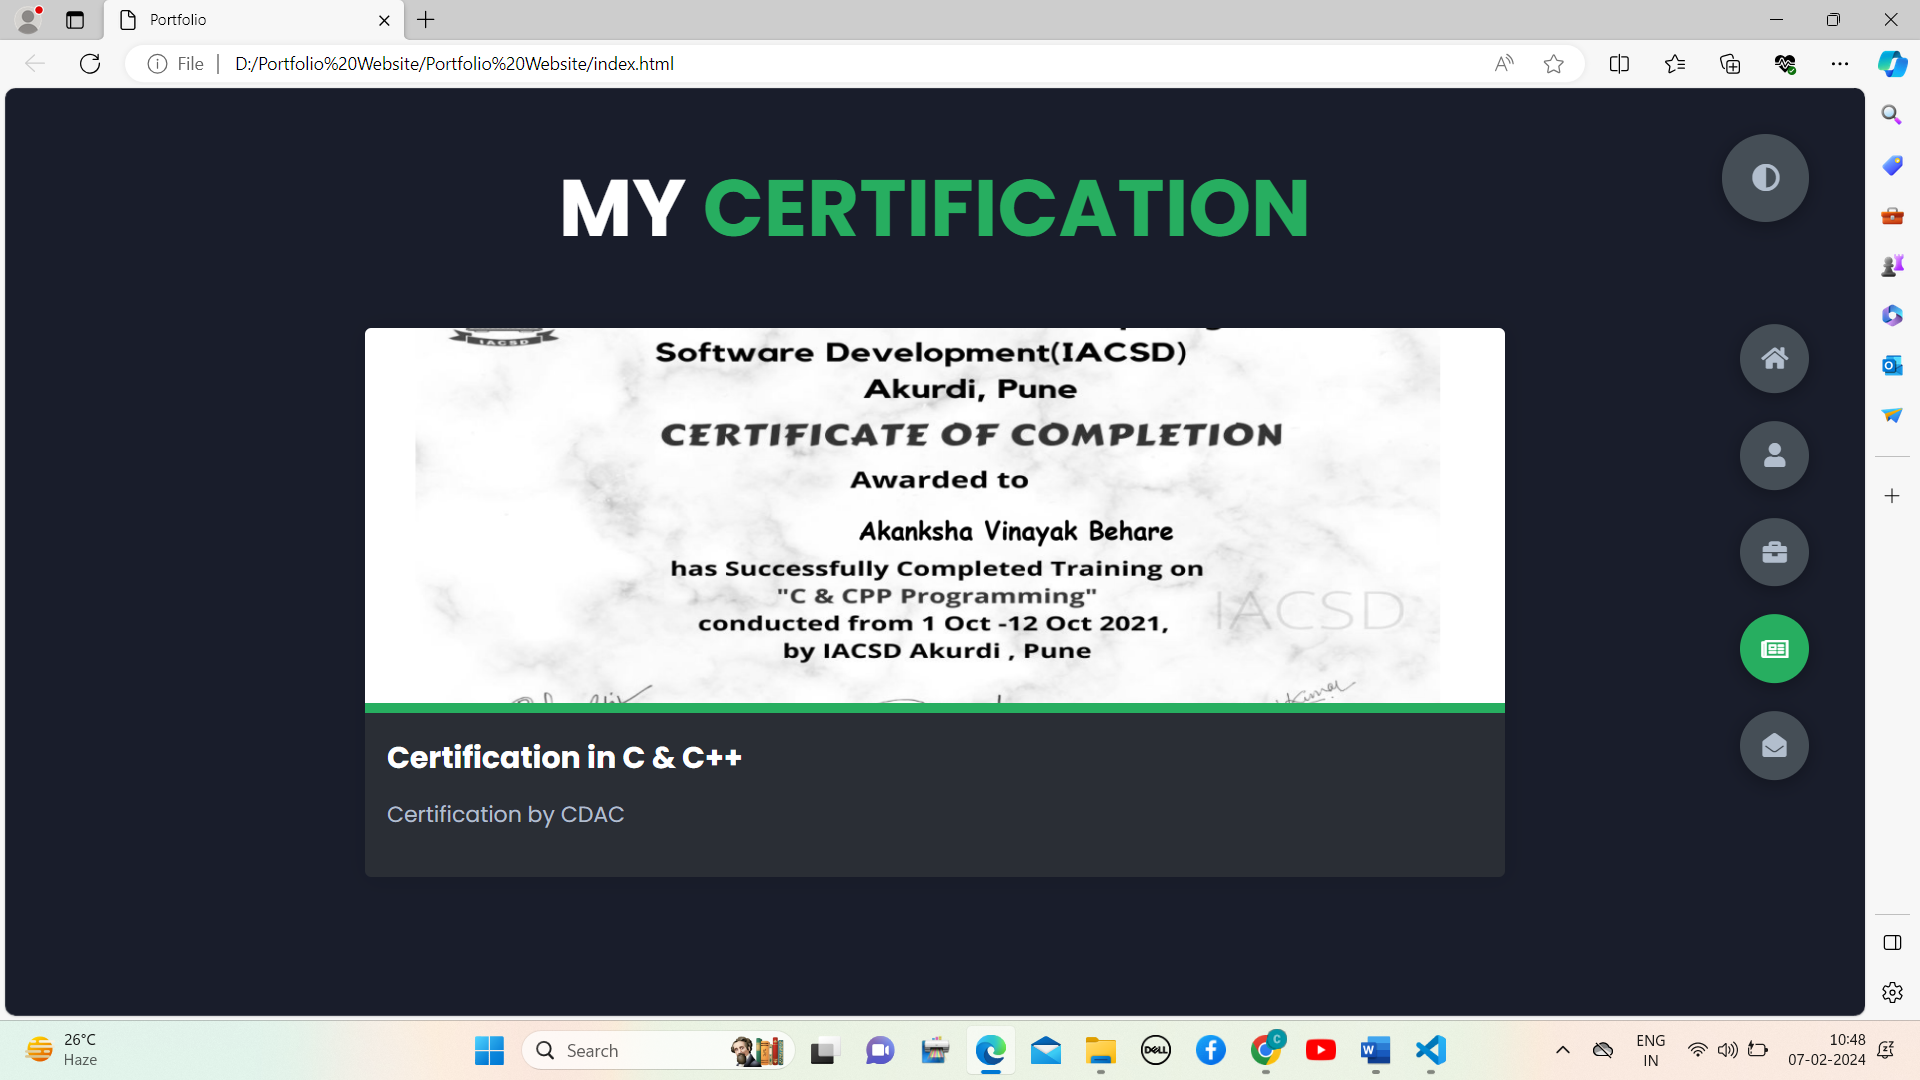 Portfolio
File
D:/Portfolio%20Website/Portfolio%20Website/index.html
MY CERTIFICATION
IACSD
Software Development(IACSD)
Akurdi, Pune
CERTIFICATE OF COMPLETION
Awarded to
Akanksha Vinayak Behare
has Successfully Completed Training on
"C & CPP Programming"
IACSD
conducted from 1 Oct -12 Oct 2021,
by IACSD Akurdi , Pune
Certification in C & C++
Certification by CDAC
26°C
Haze
Search
DELL
C
ENG
IN
10:48
07-02-2024